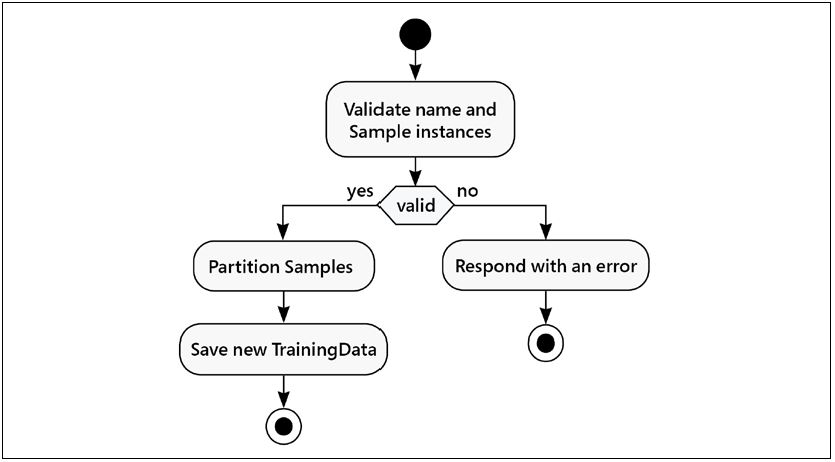 Validate name and
Sample instances
yes
valid
no
Partition Samples
Respond with an error
Save new TrainingData